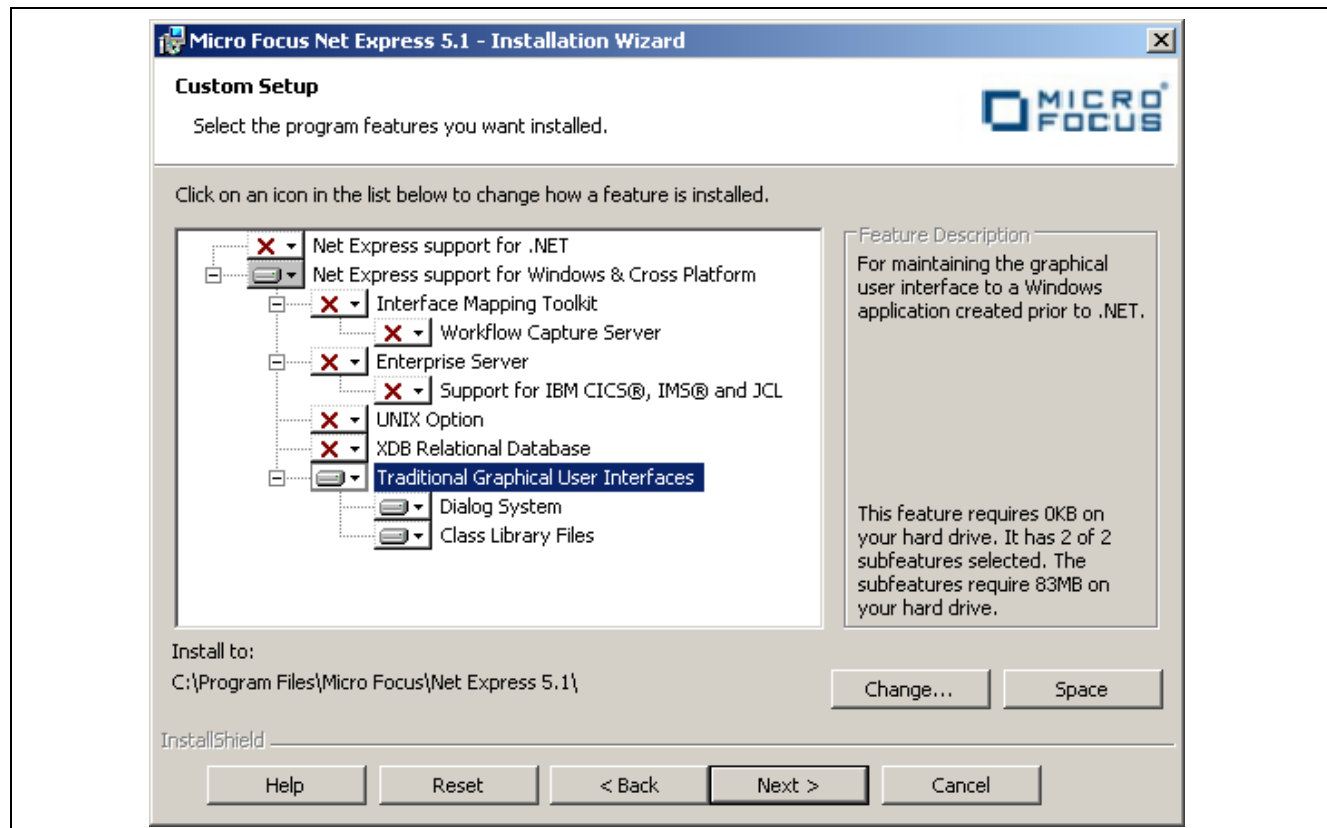 Micro Focus Net Express 5.1 - Installation Wizard
Custom Setup
Select the program features you want installed.
MICRO
FOCUS
Click on an icon in the list below to change how a feature is installed.
Net Express support for .NET
Net Express support for Windows & Cross Platform
Interface Mapping Toolkit
Workflow Capture Server
Enterprise Server
Support for IBM CICS®, IMS® and JCL
UNIX Option
XDB Relational Database
Traditional Graphical User Interfaces
Dialog System
Class Library Files
Feature Description
For maintaining the graphical
user interface to a Windows
application created prior to .NET.
This feature requires 0KB on
your hard drive. It has 2 of 2
subfeatures selected. The
subfeatures require 83MB on
your hard drive.
Install to:
C:\Program Files\Micro Focus\Net Express 5.1\
Change...
Space
InstallShield
Help
Reset
< Back
Next >
Cancel